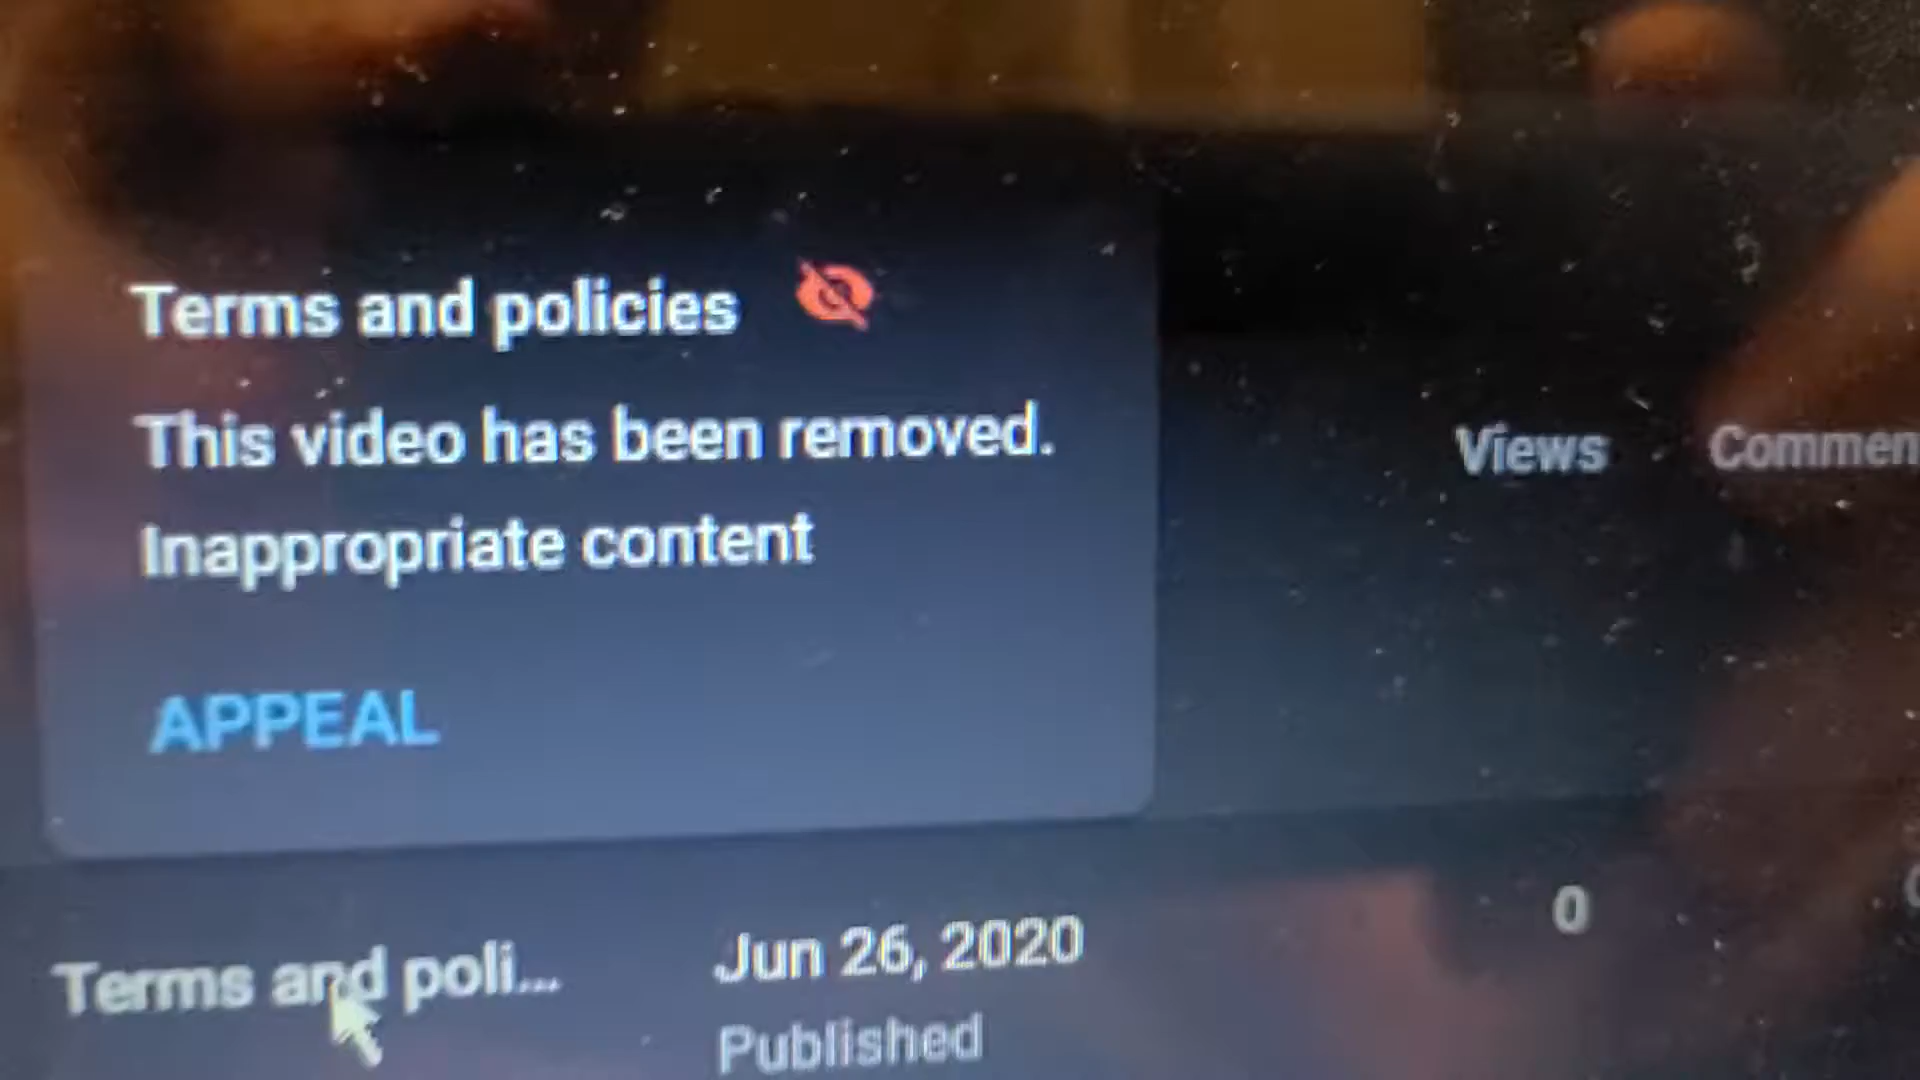 Terms and policies
This video has been removed.
Inappropriate content
APPEAL
Views
Commen
Terms and poli...
Jun 26, 2020
0
Published